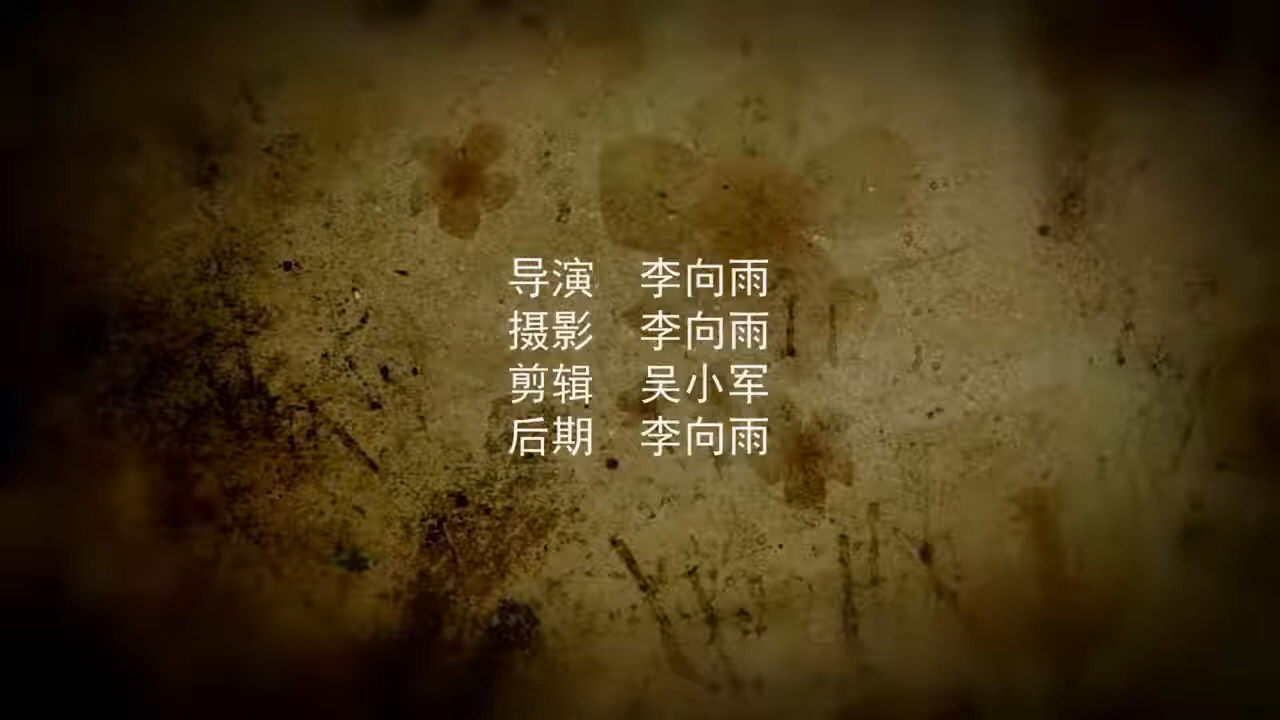 导演 李向雨
摄影 李向雨
剪辑 吴小军
后期 李向雨